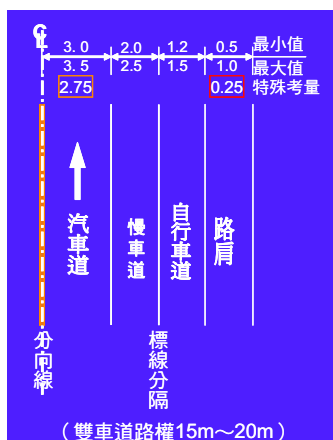 ℄
3.0 2.0 1.2 0.5 最小值
3.5 2.5 1.5 1.0 最大值
2.75 0.25 特殊考量
汽車道
慢車道
自行車道
路肩
分向線
標線分隔
（雙車道路權15m～20m）